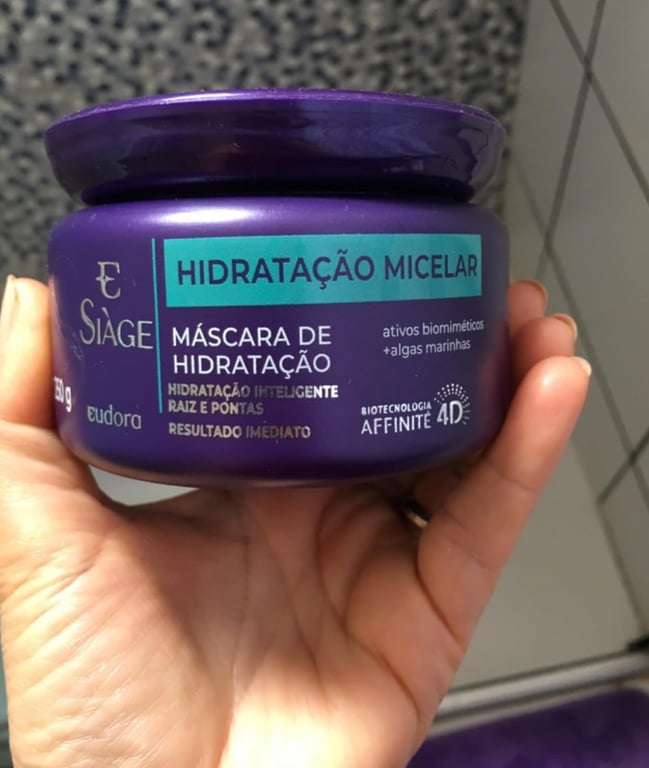 HIDRATAÇÃO MICELAR
SIÀGE
MÁSCARA DE
HIDRATAÇÃO
ativos biomiméticos
+algas marinhas
HIDRATAÇÃO INTELIGENTE
RAIZ E PONTAS
RESULTADO IMEDIATO
BIOTECNOLOGIA
AFFINITÉ 4D
eudora
250 g